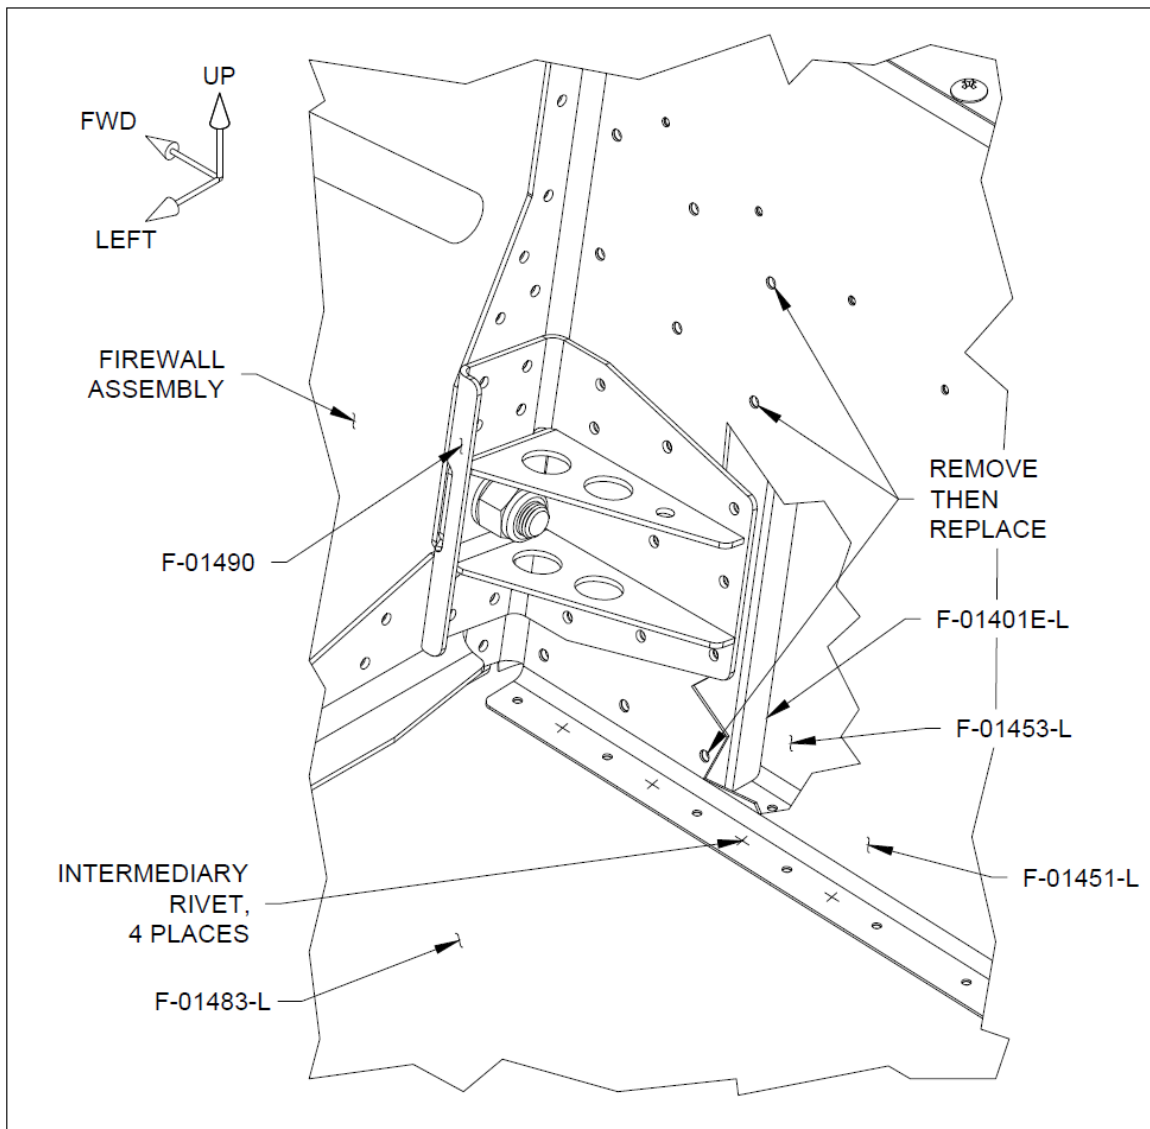 UP
FWD
LEFT
FIREWALL
ASSEMBLY
F-01490
REMOVE
THEN
REPLACE
F-01401E-L
F-01453-L
F-01451-L
INTERMEDIARY
RIVET,
4 PLACES
F-01483-L